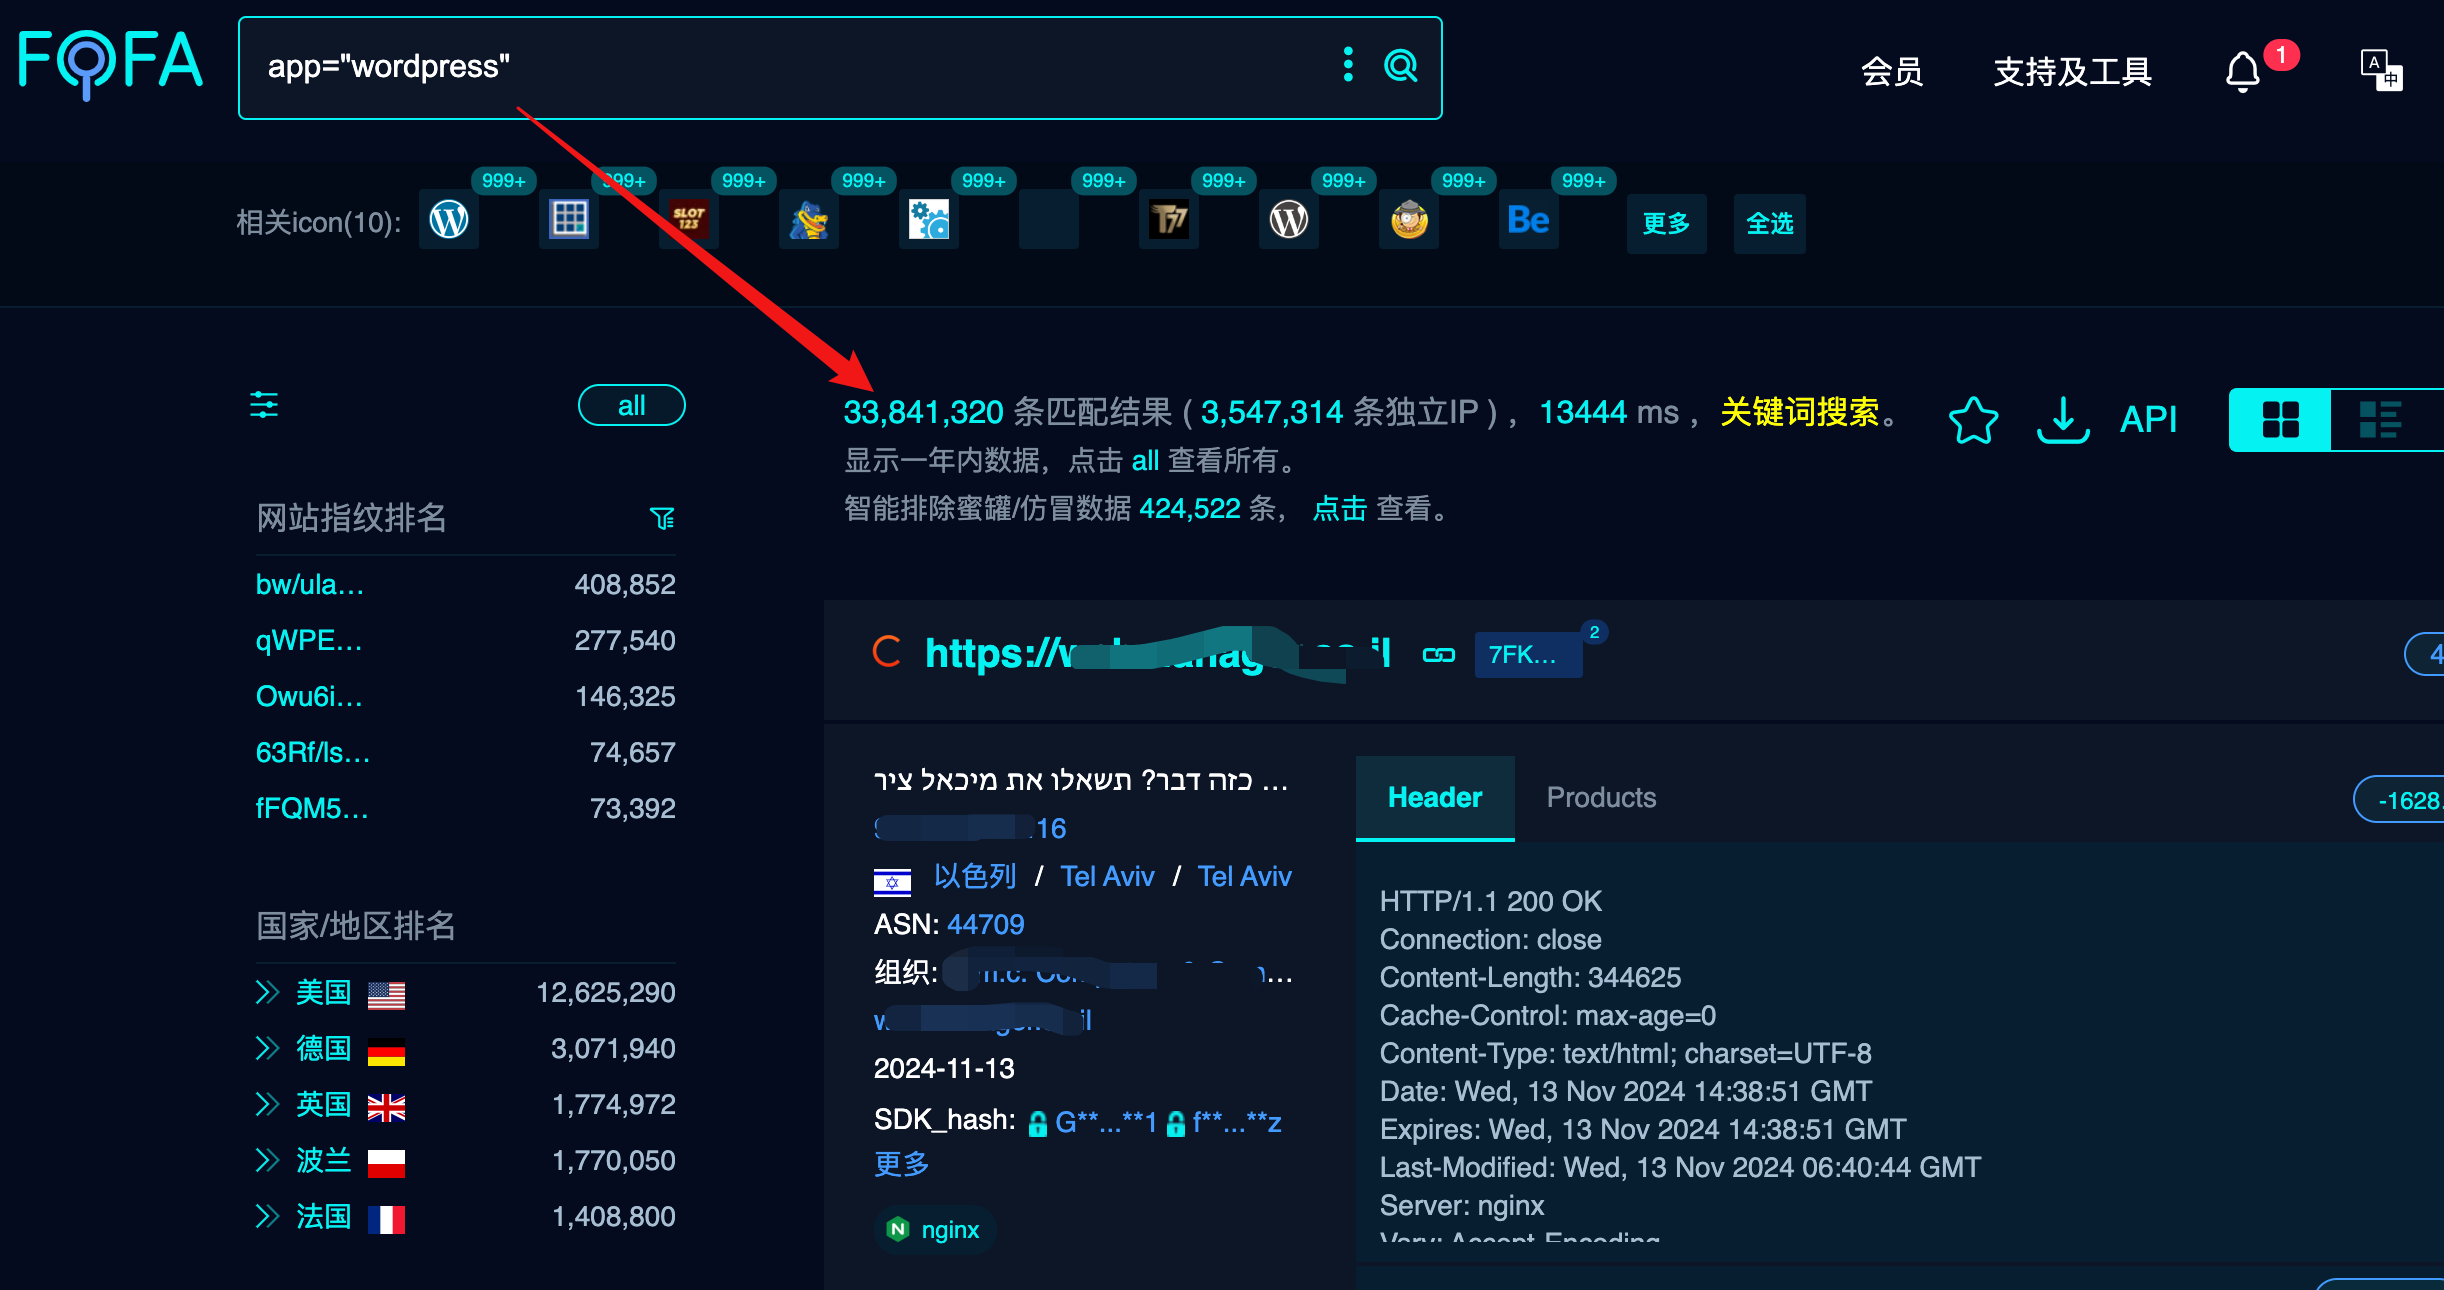 FOFA
app="wordpress"
会员
支持及工具
1
A
中
相关icon(10):
999+
999+
999+
999+
999+
999+
999+
999+
999+
999+
SLOT
123
T77
Be
更多
全选
all
33,841,320 条匹配结果 ( 3,547,314 条独立IP ) ，13444 ms ，关键词搜索。
显示一年内数据，点击 all 查看所有。
智能排除蜜罐/仿冒数据 424,522 条， 点击 查看。
API
网站指纹排名
bw/ula... 408,852
qWPE... 277,540
Owu6i... 146,325
63Rf/ls... 74,657
fFQM5... 73,392
国家/地区排名
美国 12,625,290
德国 3,071,940
英国 1,774,972
波兰 1,770,050
法国 1,408,800
https://
7FK...
2
4
כזה דבר? תשאלו את מיכאל ציר ...
16
以色列 / Tel Aviv / Tel Aviv
ASN: 44709
组织:
2024-11-13
SDK_hash: G**...**1 f**...**z
更多
nginx
Header
Products
-1628.
HTTP/1.1 200 OK
Connection: close
Content-Length: 344625
Cache-Control: max-age=0
Content-Type: text/html; charset=UTF-8
Date: Wed, 13 Nov 2024 14:38:51 GMT
Expires: Wed, 13 Nov 2024 14:38:51 GMT
Last-Modified: Wed, 13 Nov 2024 06:40:44 GMT
Server: nginx
Vary: Accept-Encoding